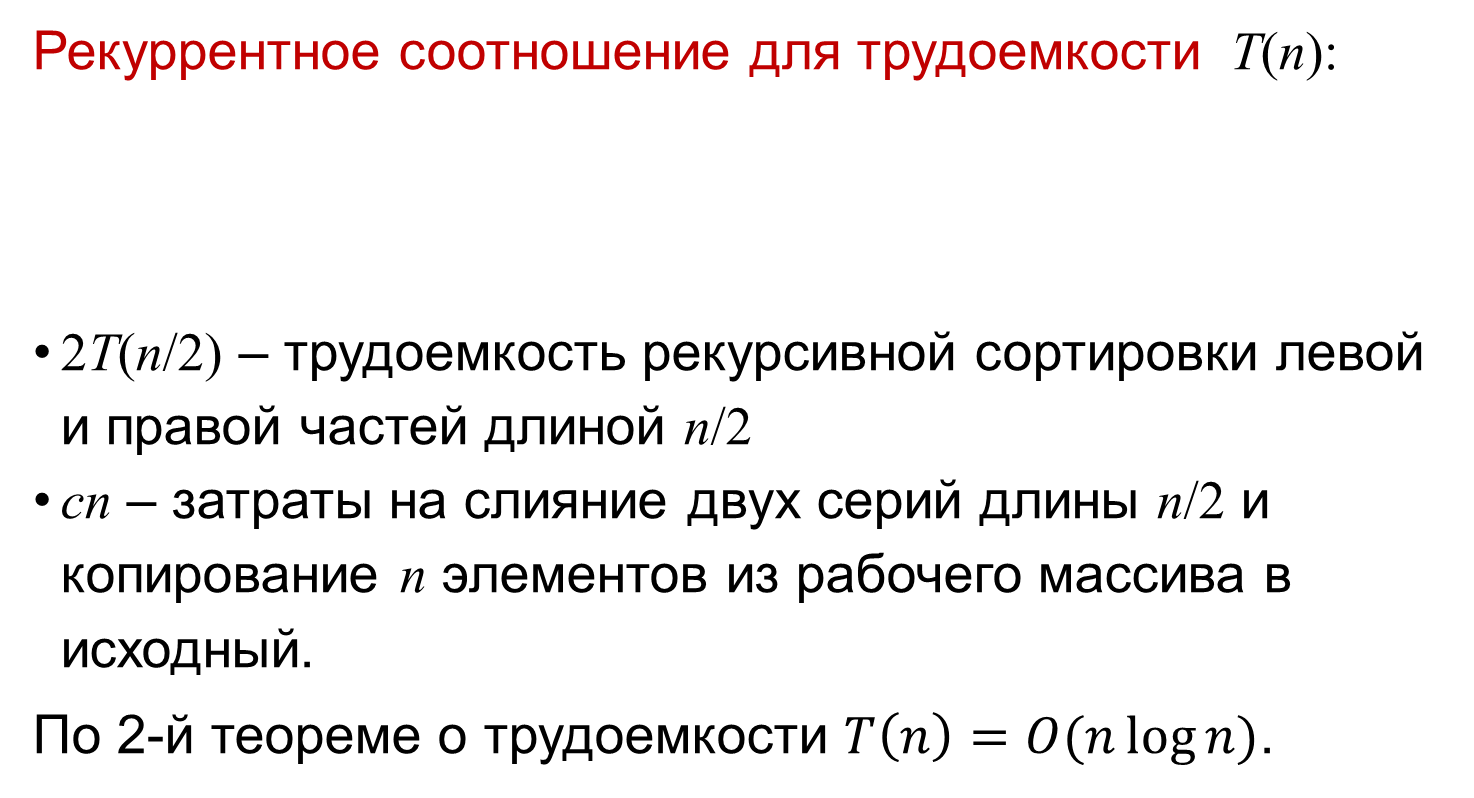 Рекуррентное соотношение для трудоемкости T(n):
• 2T(n/2) – трудоемкость рекурсивной сортировки левой
и правой частей длиной n/2
• cn – затраты на слияние двух серий длины n/2 и
копирование n элементов из рабочего массива в
исходный.
По 2-й теореме о трудоемкости T(n) = O(n log n).